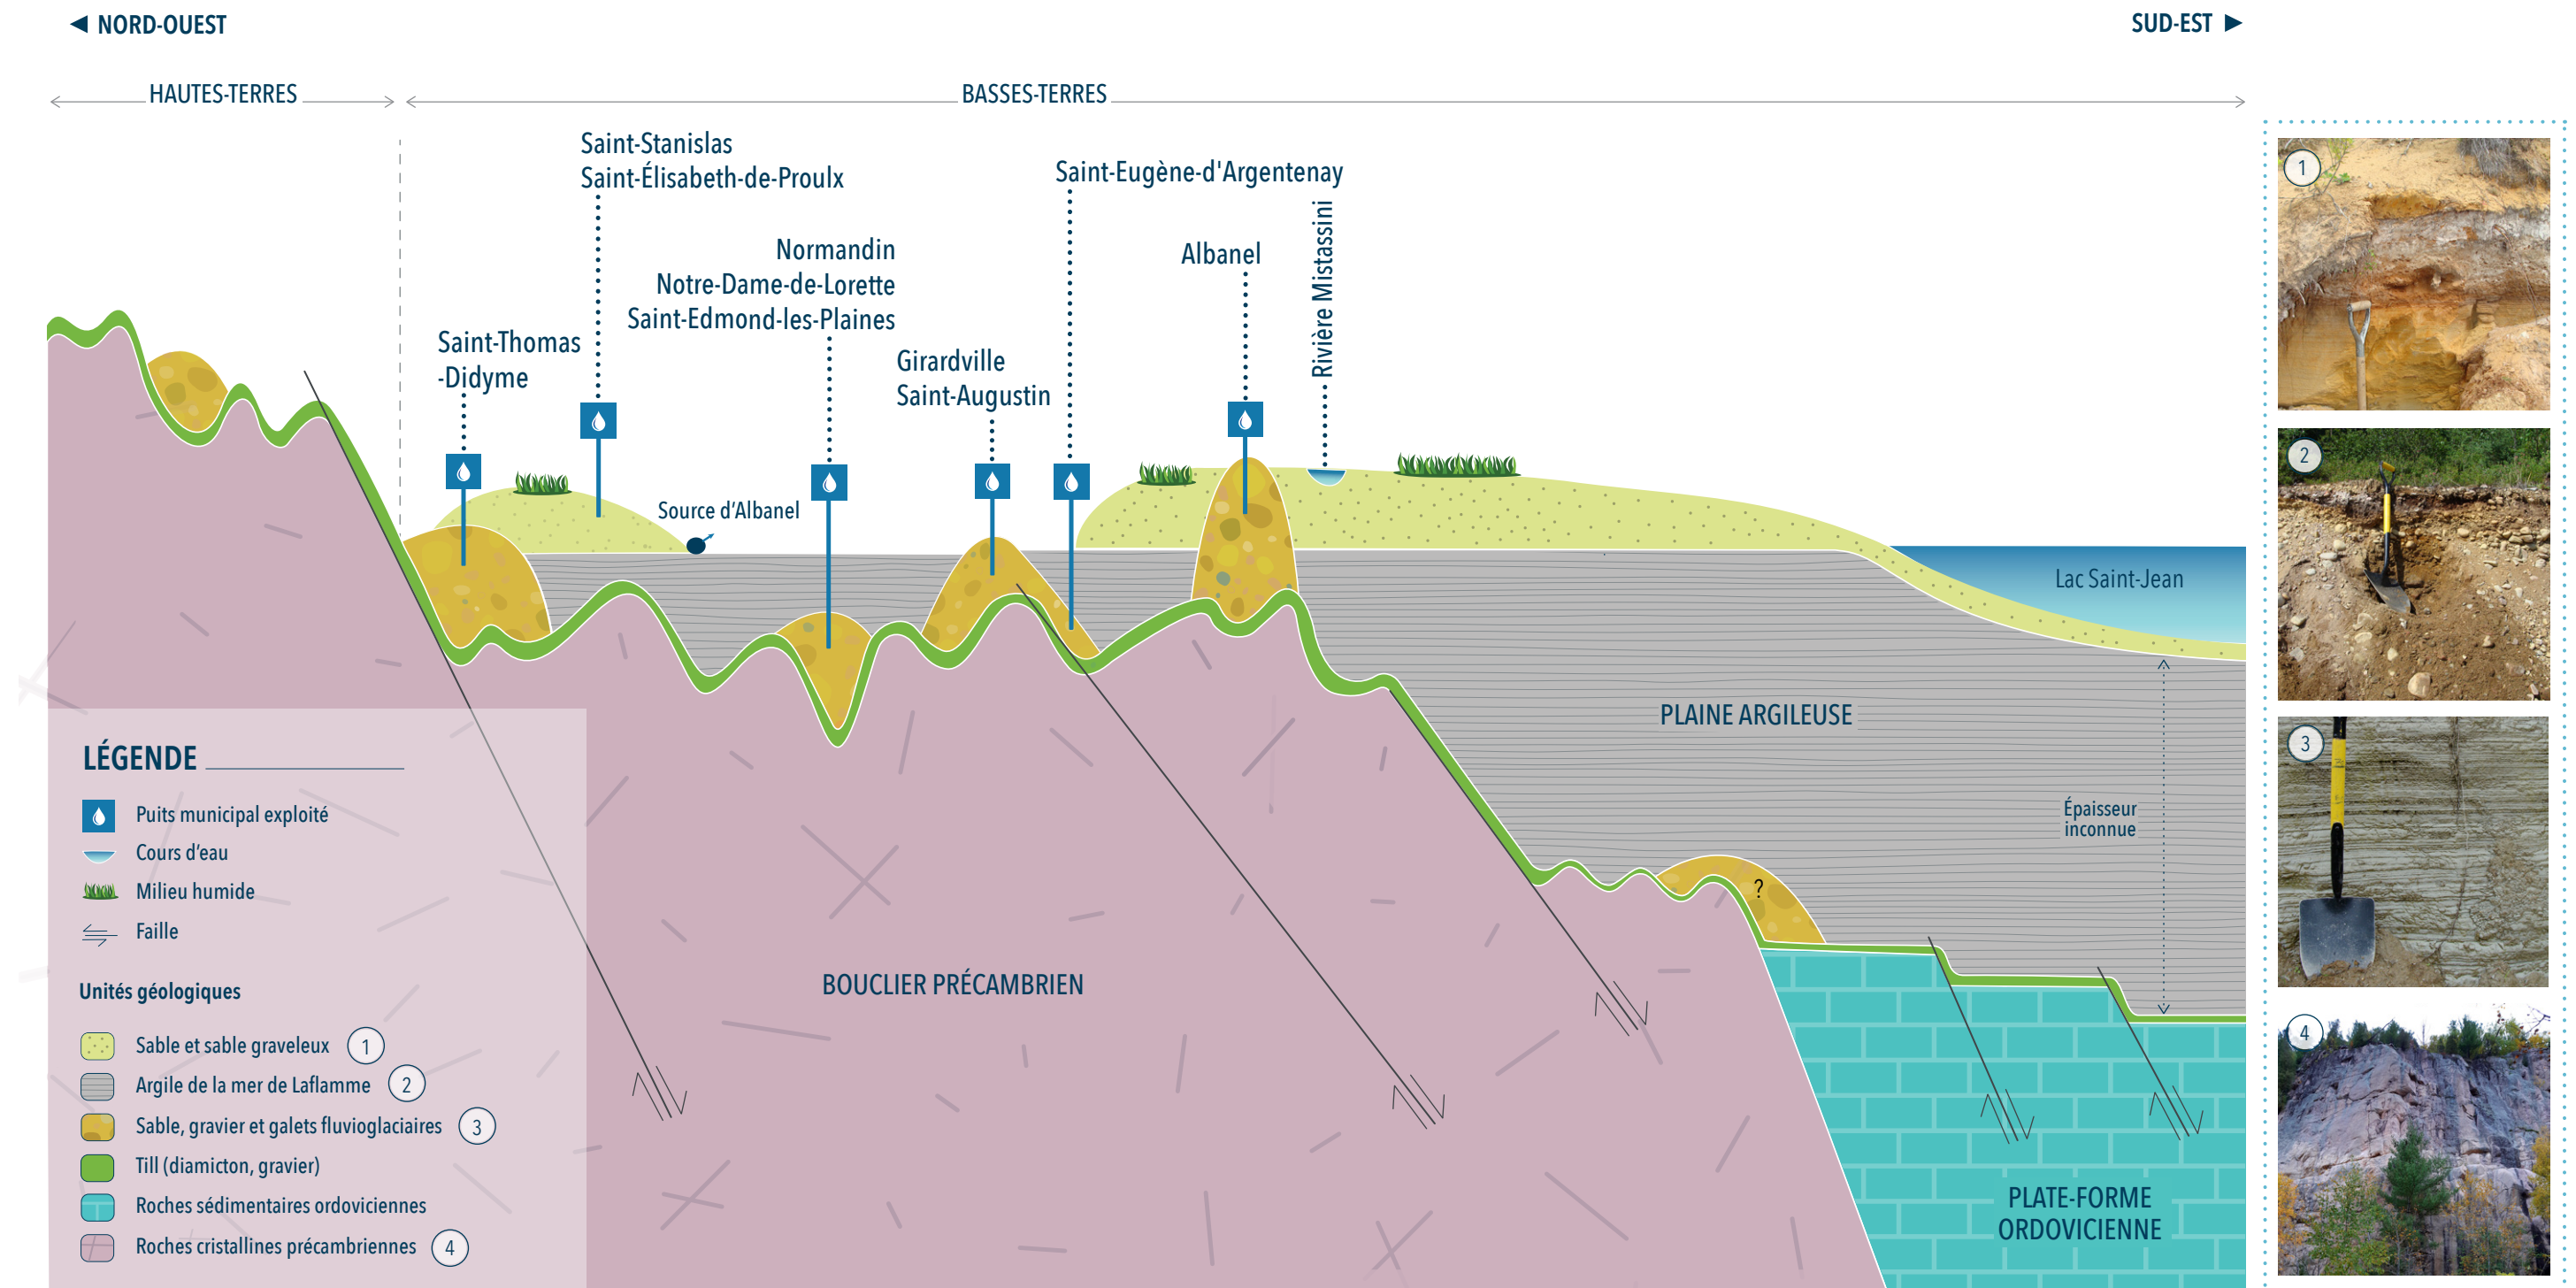 NORD-OUEST
SUD-EST
HAUTES-TERRES
BASSES-TERRES
Saint-Stanislas
Saint-Élisabeth-de-Proulx
Saint-Eugène-d'Argentenay
Rivière Mistassini
Normandin
Notre-Dame-de-Lorette
Saint-Edmond-les-Plaines
Albanel
Saint-Thomas
-Didyme
Girardville
Saint-Augustin
Source d'Albanel
Lac Saint-Jean
PLAINE ARGILEUSE
Épaisseur
inconnue
?
BOUCLIER PRÉCAMBRIEN
PLATE-FORME
ORDOVICIENNE
LÉGENDE
Puits municipal exploité
Cours d'eau
Milieu humide
Faille
Unités géologiques
Sable et sable graveleux 1
Argile de la mer de Laflamme 2
Sable, gravier et galets fluvioglaciaires 3
Till (diamicton, gravier)
Roches sédimentaires ordoviciennes
Roches cristallines précambriennes 4
1
2
3
4